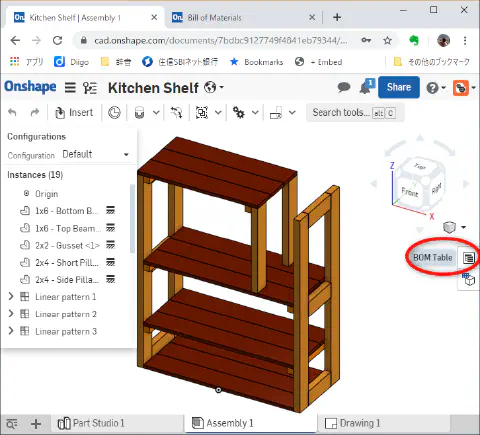 Kitchen Shelf | Assembly 1
Bill of Materials
cad.onshape.com/documents/7bdbc9127749f4841eb79344/...
アプリ Diigo 辞音 住信SBIネット銀行 Bookmarks + Embed その他のブックマーク
Onshape Kitchen Shelf 1 Share
Insert Search tools... alt C
Configurations
Configuration Default
Instances (19)
Origin
1x6 - Bottom B...
1x6 - Top Beam...
2x2 - Gusset <1>
2x4 - Short Pill...
2x4 - Side Pilla...
Linear pattern 1
Linear pattern 2
Linear pattern 3
Z
Top
Front
Right
X
BOM Table
Part Studio 1 Assembly 1 Drawing 1